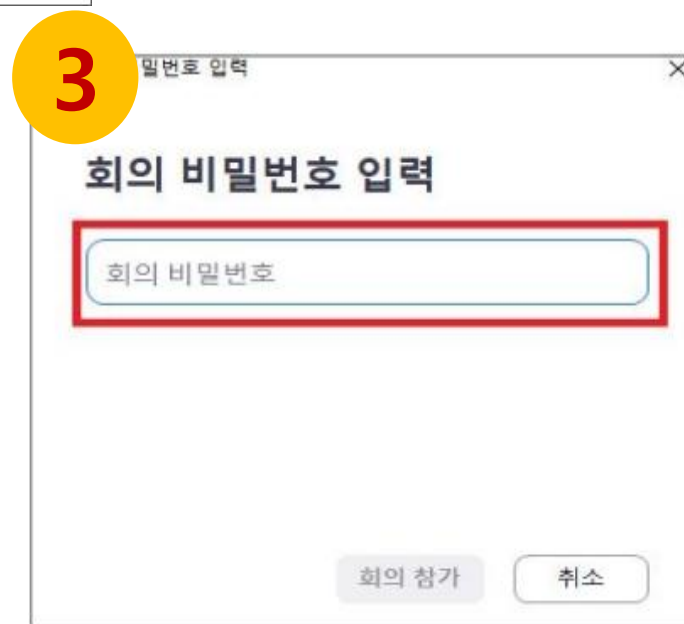 3
밀번호 입력
회의 비밀번호 입력
회의 비밀번호
회의 참가 취소